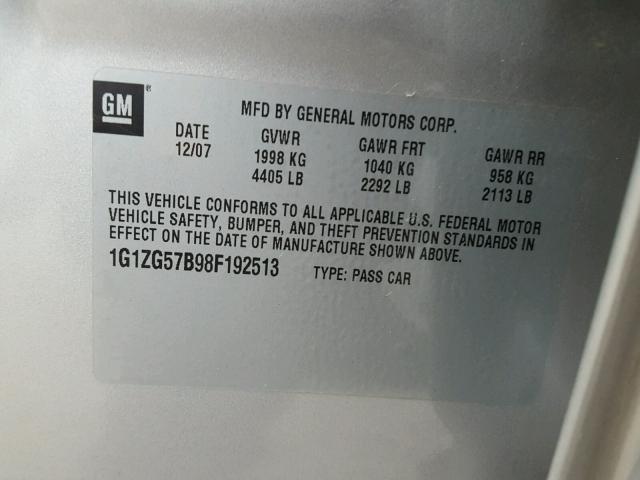 GM ®
MFD BY GENERAL MOTORS CORP.
DATE GVWR GAWR FRT GAWR RR
12/07 1998 KG 1040 KG 958 KG
4405 LB 2292 LB 2113 LB
THIS VEHICLE CONFORMS TO ALL APPLICABLE U.S. FEDERAL MOTOR
VEHICLE SAFETY, BUMPER, AND THEFT PREVENTION STANDARDS IN
EFFECT ON THE DATE OF MANUFACTURE SHOWN ABOVE.
1G1ZG57B98F192513 TYPE: PASS CAR